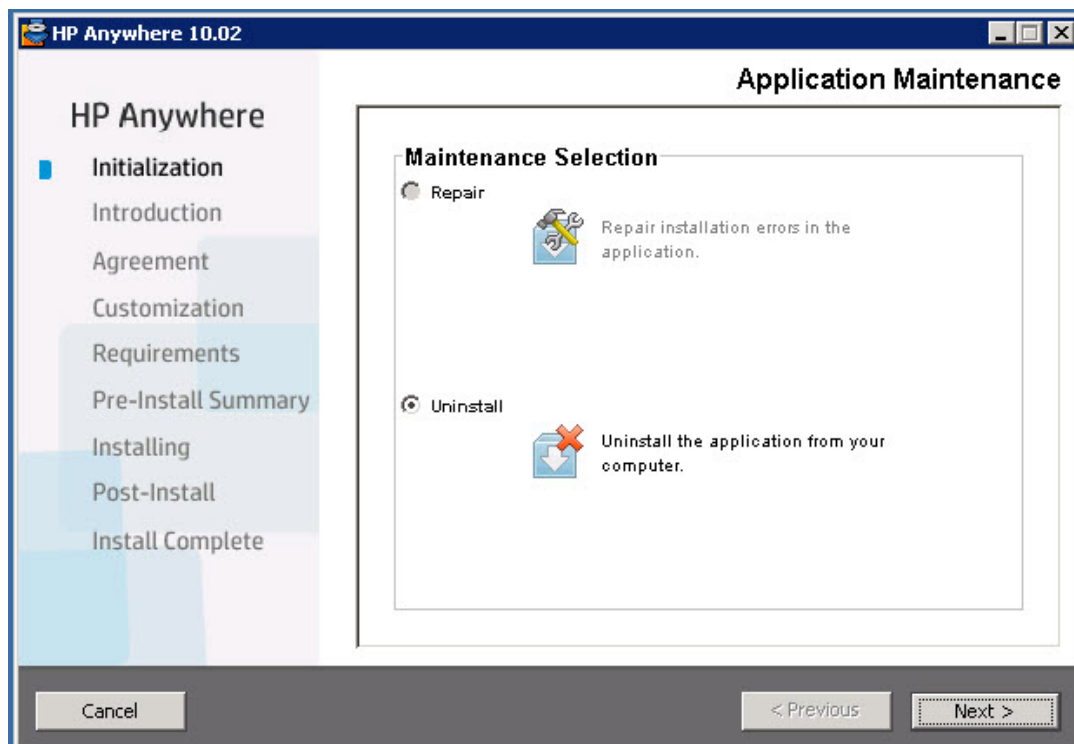 HP Anywhere 10.02
Application Maintenance
HP Anywhere
Initialization
Introduction
Agreement
Customization
Requirements
Pre-Install Summary
Installing
Post-Install
Install Complete
Maintenance Selection
Repair
Repair installation errors in the
application.
Uninstall
Uninstall the application from your
computer.
Cancel
< Previous
Next >